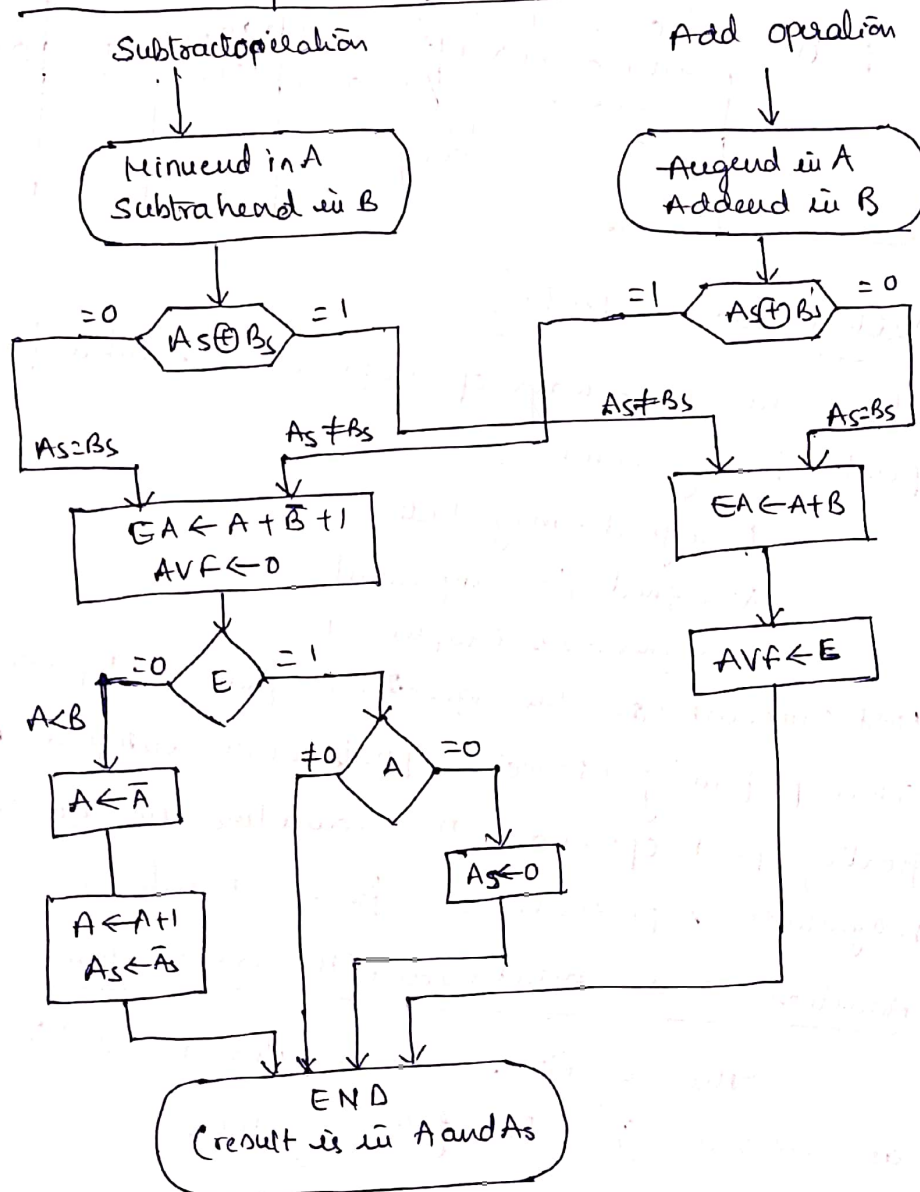 Subtractoperation
Add operation
Minuend in A
Subtrahend in B
Augend in A
Addend in B
=0
As⊕Bs
=1
=1
As⊕Bs
=0
As=Bs
As≠Bs
As≠Bs
As=Bs
EA←A+B̅+1
AVF←0
EA←A+B
AVF←E
=0
E
=1
A<B
≠0
A
=0
A←A̅
As←0
A←A+1
As←A̅s
END
(result is in A and As